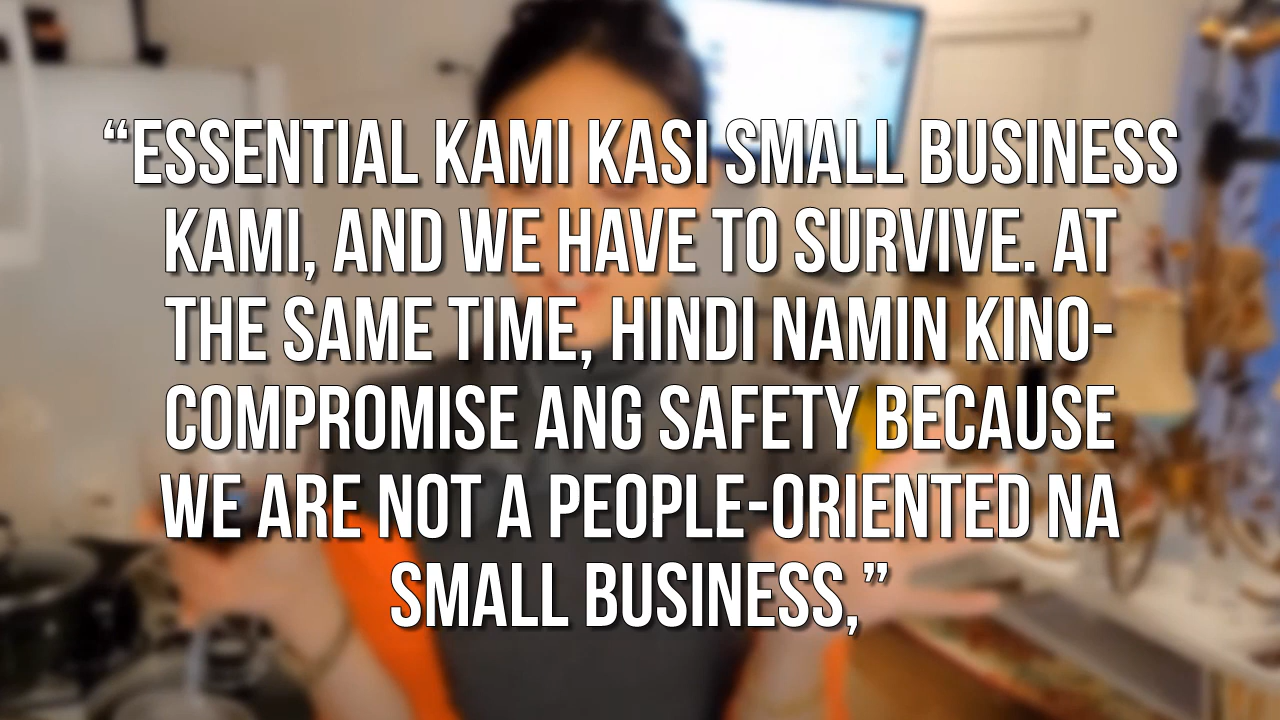 “ESSENTIAL KAMI KASI SMALL BUSINESS
KAMI, AND WE HAVE TO SURVIVE. AT
THE SAME TIME, HINDI NAMIN KINO-
COMPROMISE ANG SAFETY BECAUSE
WE ARE NOT A PEOPLE-ORIENTED NA
SMALL BUSINESS,”